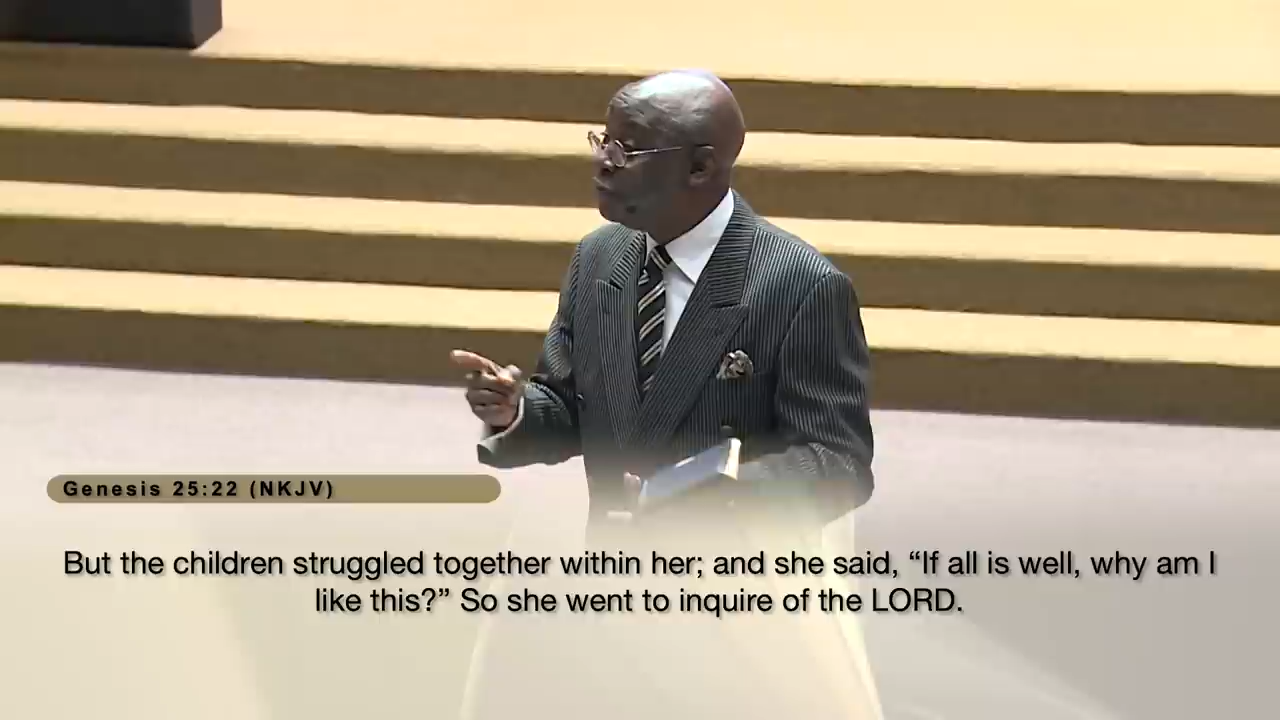 Genesis 25:22 (NKJV)
But the children struggled together within her; and she said, “If all is well, why am I
like this?” So she went to inquire of the LORD.